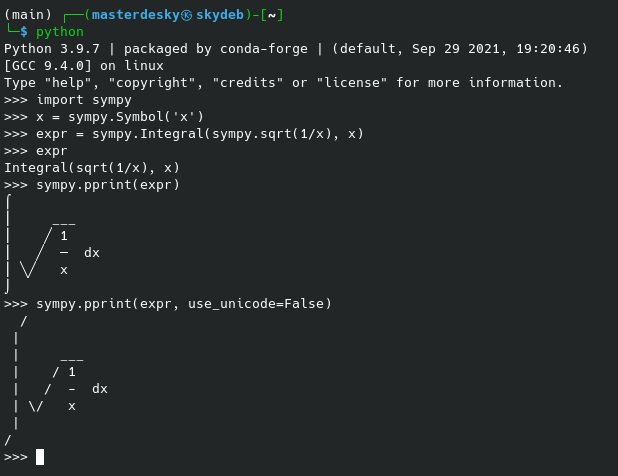 (main) ┌──(masterdesky㉿skydeb)-[~]
└─$ python
Python 3.9.7 | packaged by conda-forge | (default, Sep 29 2021, 19:20:46)
[GCC 9.4.0] on linux
Type "help", "copyright", "credits" or "license" for more information.
>>> import sympy
>>> x = sympy.Symbol('x')
>>> expr = sympy.Integral(sympy.sqrt(1/x), x)
>>> expr
Integral(sqrt(1/x), x)
>>> sympy.pprint(expr)
⌠
⎮     ___
⎮    ╱ 1
⎮   ╱  ─  dx
⎮ ╲╱   x
⌡
>>> sympy.pprint(expr, use_unicode=False)
  /
 |
 |     ___
 |    / 1
 |   /  -  dx
 | \/   x
 |
/
>>>